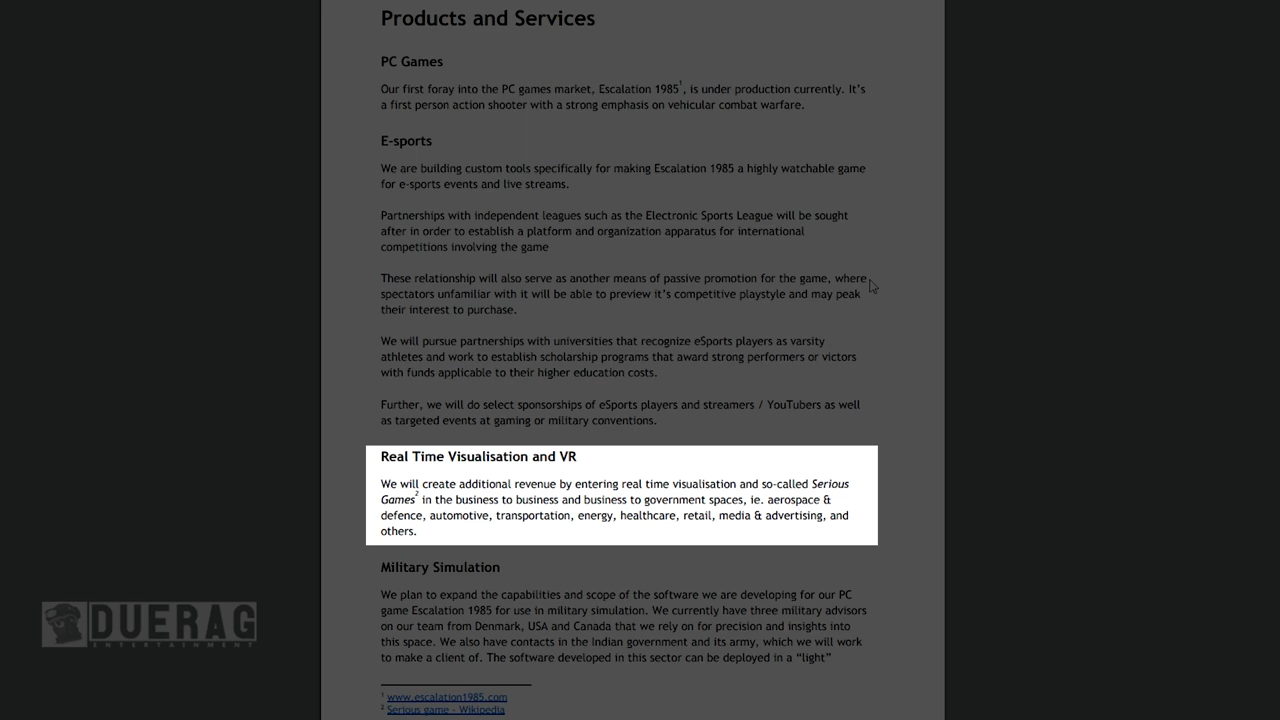 Products and Services
PC Games
Our first foray into the PC games market, Escalation 1985¹, is under production currently. It's
a first person action shooter with a strong emphasis on vehicular combat warfare.
E-sports
We are building custom tools specifically for making Escalation 1985 a highly watchable game
for e-sports events and live streams.
Partnerships with independent leagues such as the Electronic Sports League will be sought
after in order to establish a platform and organization apparatus for international
competitions involving the game
These relationship will also serve as another means of passive promotion for the game, where
spectators unfamiliar with it will be able to preview it's competitive playstyle and may peak
their interest to purchase.
We will pursue partnerships with universities that recognize eSports players as varsity
athletes and work to establish scholarship programs that award strong performers or victors
with funds applicable to their higher education costs.
Further, we will do select sponsorships of eSports players and streamers / YouTubers as well
as targeted events at gaming or military conventions.
Real Time Visualisation and VR
We will create additional revenue by entering real time visualisation and so-called Serious
Games² in the business to business and business to government spaces, ie. aerospace &
defence, automotive, transportation, energy, healthcare, retail, media & advertising, and
others.
Military Simulation
We plan to expand the capabilities and scope of the software we are developing for our PC
game Escalation 1985 for use in military simulation. We currently have three military advisors
on our team from Denmark, USA and Canada that we rely on for precision and insights into
this space. We also have contacts in the Indian government and its army, which we will work
to make a client of. The software developed in this sector can be deployed in a "light"
¹ www.escalation1985.com
² Serious game - Wikipedia
DUERAG
ENTERTAINMENT